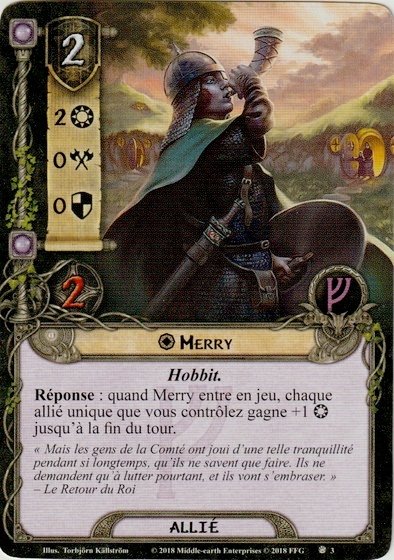 2
2
0
0
2
MERRY
Hobbit.
Réponse : quand Merry entre en jeu, chaque
allié unique que vous contrôlez gagne +1
jusqu'à la fin du tour.
« Mais les gens de la Comté ont joui d'une telle tranquillité
pendant si longtemps, qu'ils ne savent que faire. Ils ne
demandent qu'à lutter pourtant, et ils vont s'embraser. »
– Le Retour du Roi
ALLIÉ
Illus. Torbjörn Källström © 2018 Middle-earth Enterprises © 2018 FFG 3